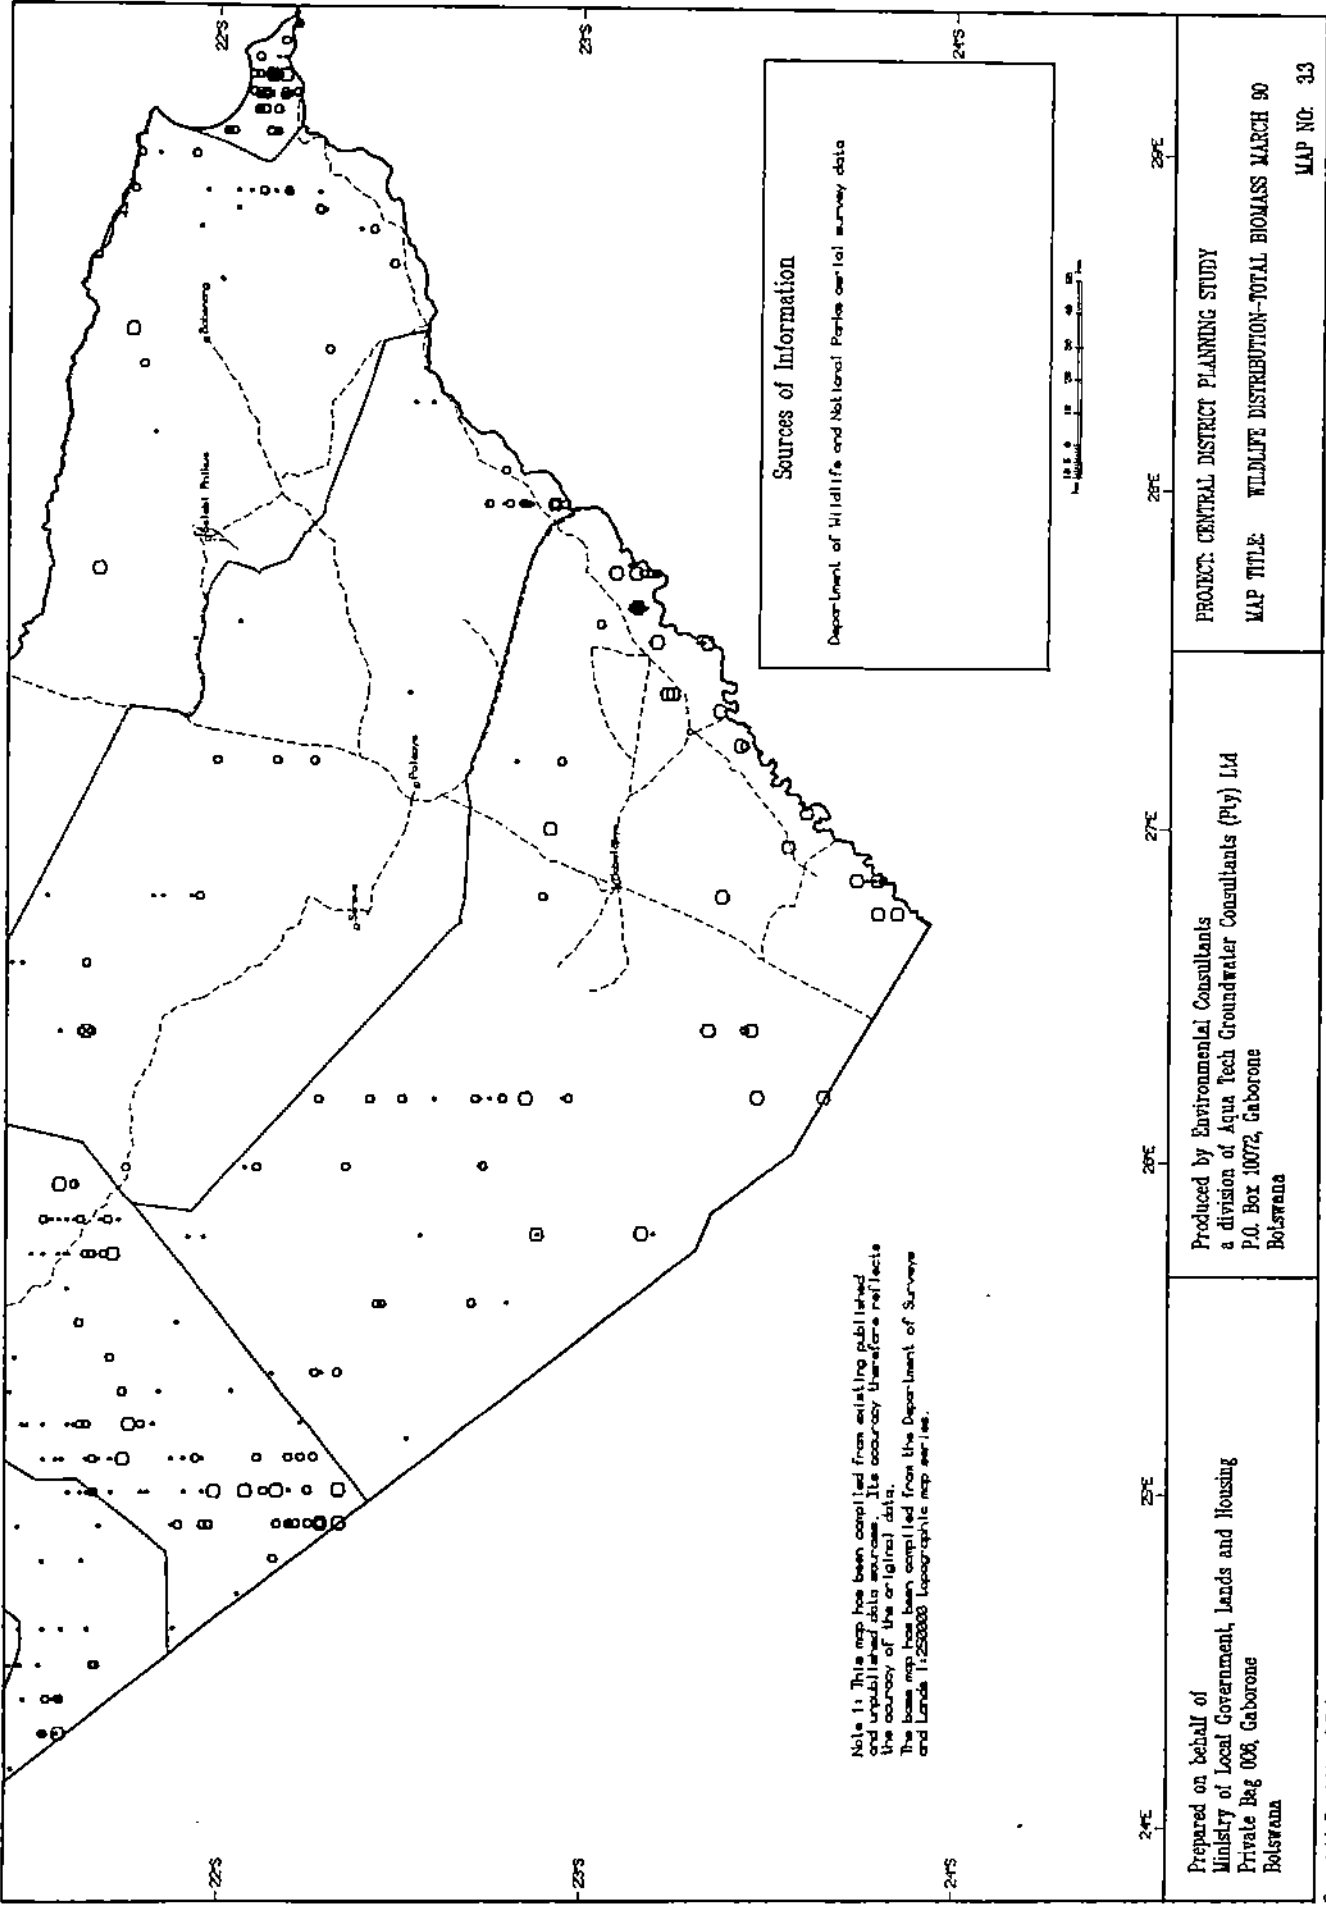 22°S
23°S
24°S
Bobonong
Selebi Phikwe
Palapye
Serowe
Sources of Information
Department of Wildlife and National Parks aerial survey data
29°E
28°E
27°E
26°E
25°E
24°E
22°S
23°S
24°S
Note 1: This map has been compiled from existing published
and unpublished data sources. Its accuracy therefore reflects
the accuracy of the original data.
The base map has been compiled from the Department of Surveys
and Lands 1:250000 topographic map series.
Prepared on behalf of
Ministry of Local Government, Lands and Housing
Private Bag 006, Gaborone
Botswana
Produced by Environmental Consultants
a division of Aqua Tech Groundwater Consultants (Pty) Ltd
P.O. Box 10072, Gaborone
Botswana
PROJECT: CENTRAL DISTRICT PLANNING STUDY
MAP TITLE: WILDLIFE DISTRIBUTION-TOTAL BIOMASS MARCH 90
MAP NO: 3.3